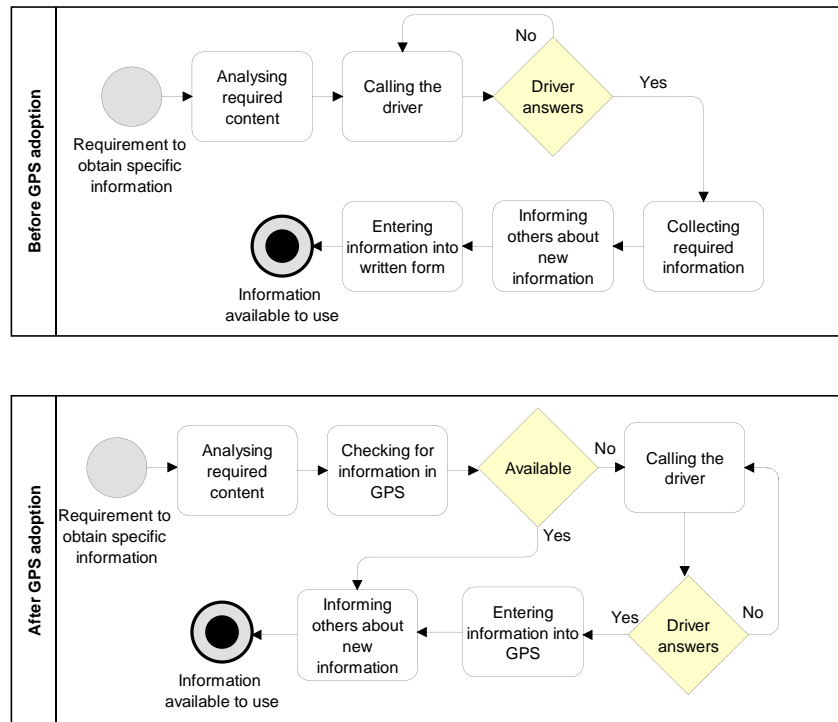 Before GPS adoption
Requirement to
obtain specific
information
Analysing
required
content
Calling the
driver
Driver
answers
No
Yes
Collecting
required
information
Informing
others about
new
information
Entering
information into
written form
Information
available to use
After GPS adoption
Requirement to
obtain specific
information
Analysing
required
content
Checking for
information in
GPS
Available
No
Yes
Calling the
driver
Driver
answers
No
Yes
Entering
information into
GPS
Informing
others about
new
information
Information
available to use